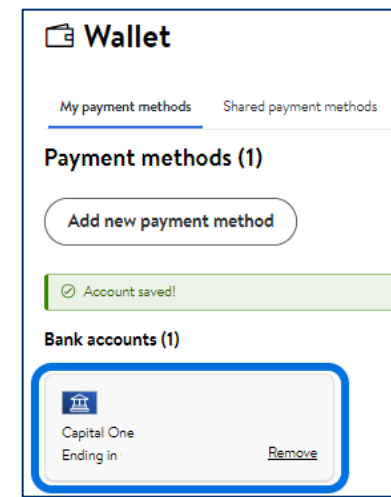 Wallet
My payment methods Shared payment methods
Payment methods (1)
Add new payment method
Account saved!
Bank accounts (1)
Capital One
Ending in
Remove